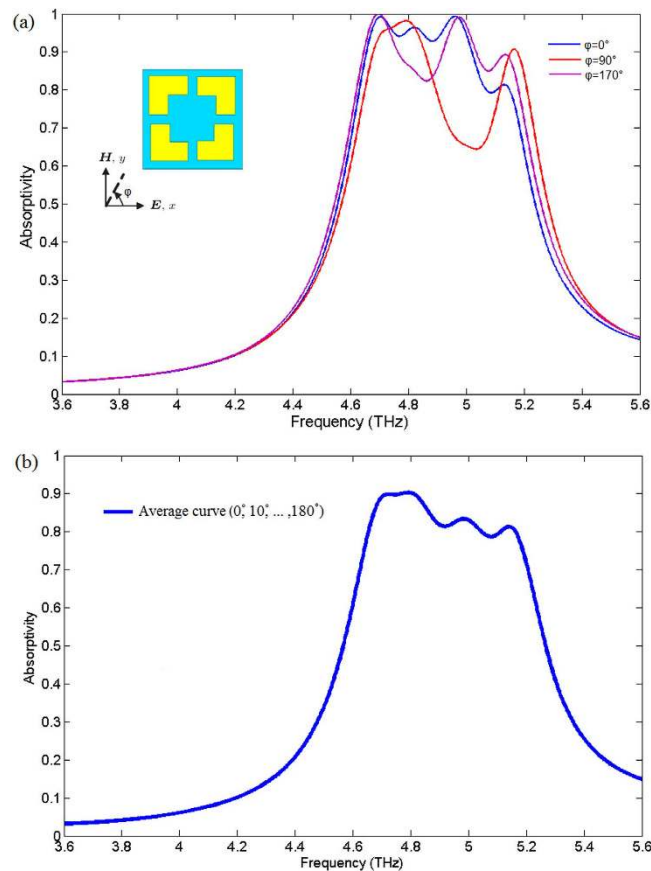 (a)
1
0.9
0.8
0.7
0.6
0.5
0.4
0.3
0.2
0.1
0
Absorptivity
φ=0°
φ=90°
φ=170°
H, y
φ
E, x
3.6 3.8 4 4.2 4.4 4.6 4.8 5 5.2 5.4 5.6
Frequency (THz)
(b)
1
0.9
0.8
0.7
0.6
0.5
0.4
0.3
0.2
0.1
0
Absorptivity
Average curve (0°, 10°, ... ,180°)
3.6 3.8 4 4.2 4.4 4.6 4.8 5 5.2 5.4 5.6
Frequency (THz)